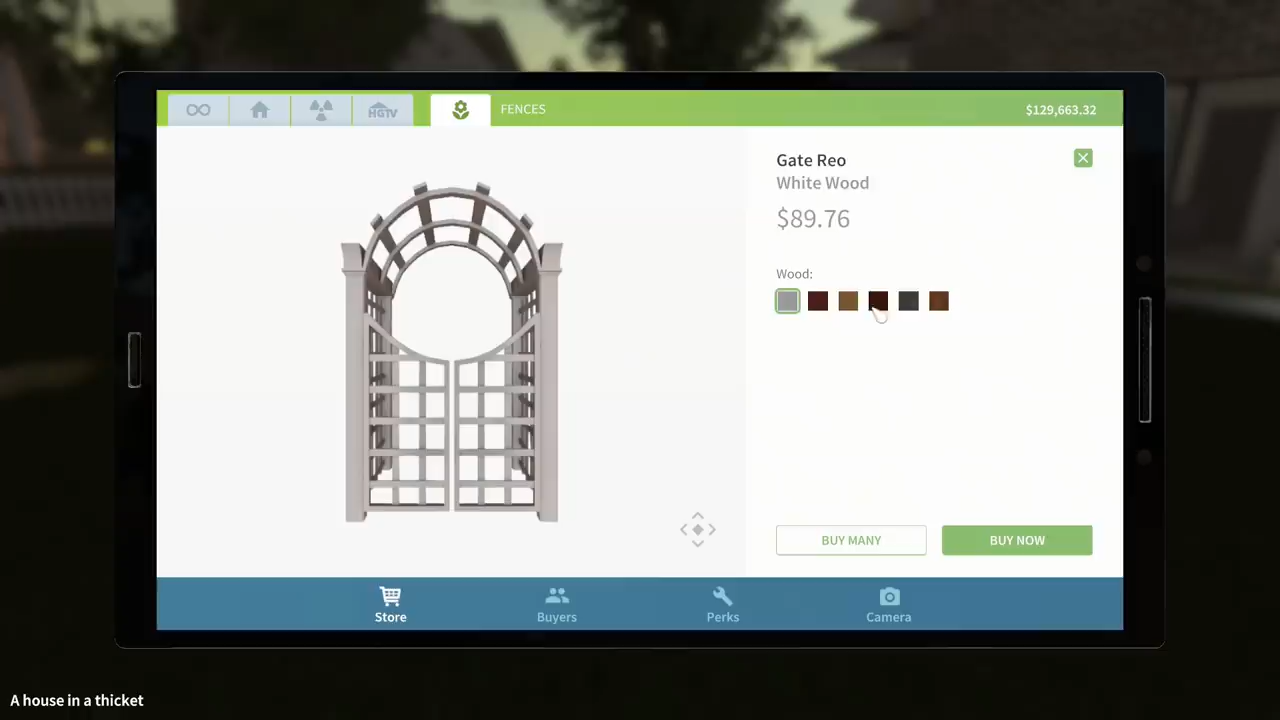 HGTV
FENCES
$129,663.32
Gate Reo
White Wood
$89.76
Wood:
BUY MANY
BUY NOW
Store
Buyers
Perks
Camera
A house in a thicket